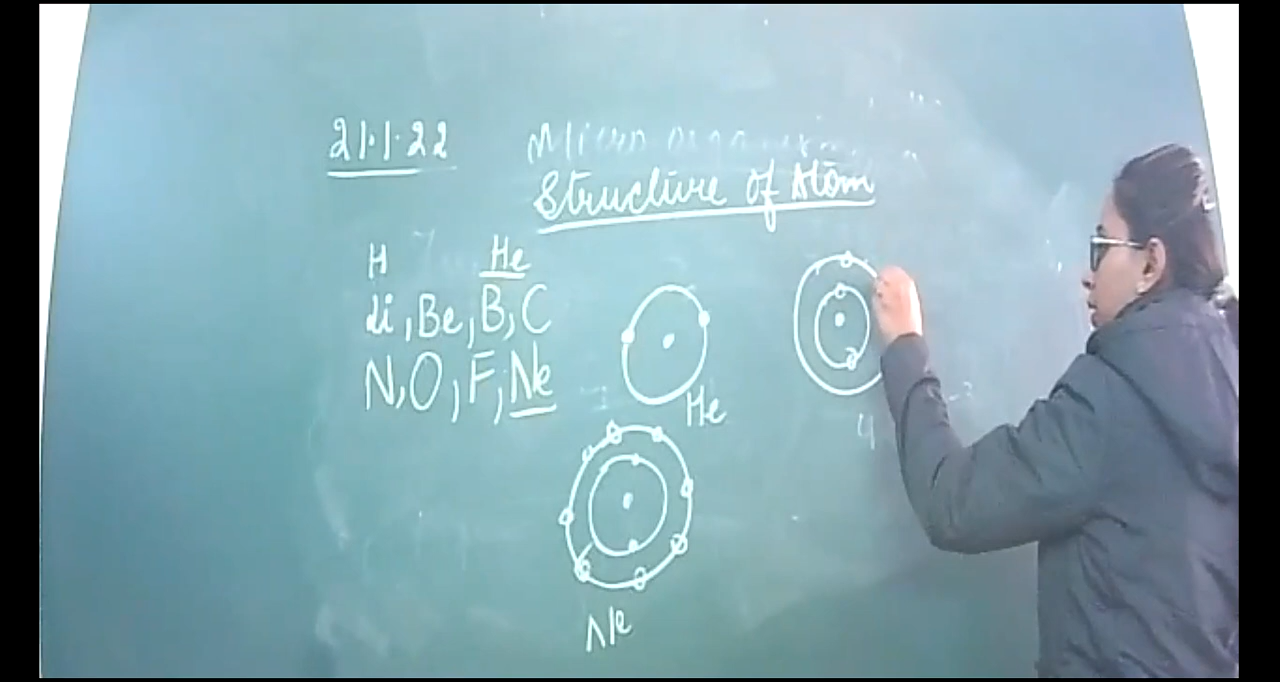 21.1.22
Structure of Atom
H He
Li, Be, B, C
N, O, F, Ne
He
4
Ne